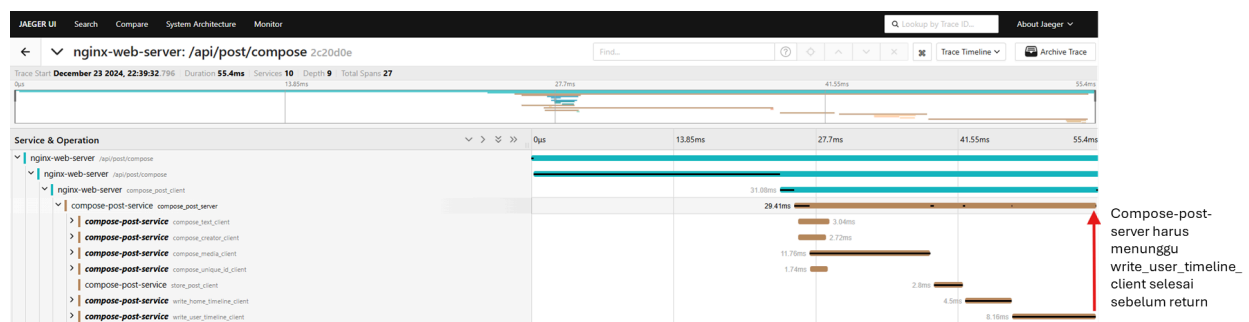 JAEGER UI Search Compare System Architecture Monitor Lookup by Trace ID... About Jaeger
nginx-web-server: /api/post/compose 2c20d0e Find... Trace Timeline Archive Trace
Trace Start December 23 2024, 22:39:32.796 Duration 55.4ms Services 10 Depth 9 Total Spans 27
0μs 13.85ms 27.7ms 41.55ms 55.4ms
Service & Operation 0μs 13.85ms 27.7ms 41.55ms 55.4ms
nginx-web-server /api/post/compose
nginx-web-server /api/post/compose
nginx-web-server compose_post_client 31.08ms
compose-post-service compose_post_server 29.41ms
compose-post-service compose_text_client 3.04ms
compose-post-service compose_creator_client 2.72ms
compose-post-service compose_media_client 11.76ms
compose-post-service compose_unique_id_client 1.74ms
compose-post-service store_post_client 2.8ms
compose-post-service write_home_timeline_client 4.6ms
compose-post-service write_user_timeline_client 8.16ms
Compose-post-
server harus
menunggu
write_user_timeline_
client selesai
sebelum return